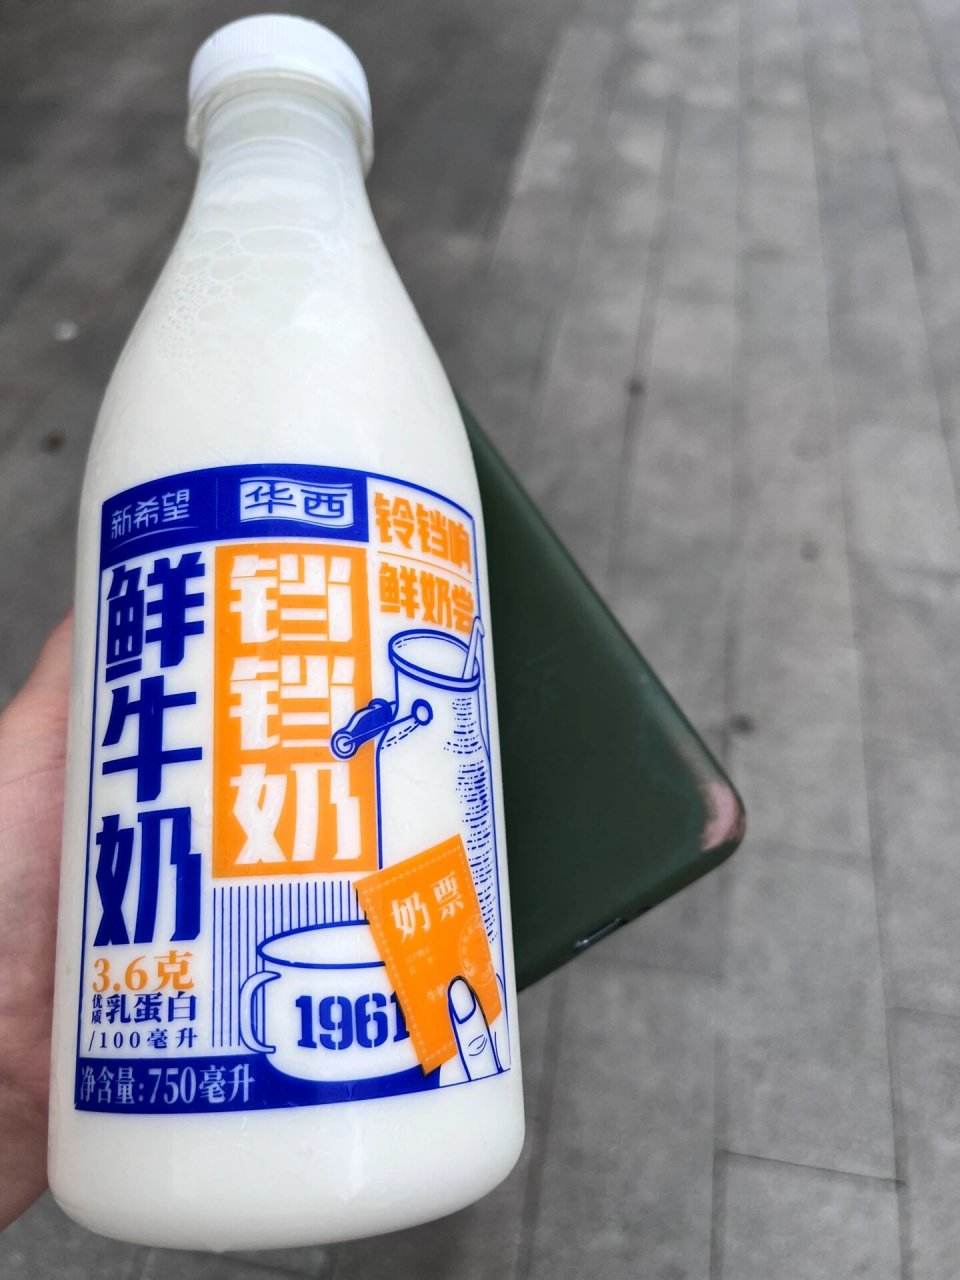 新希望
华西
铃铛响
鲜奶尝
鲜牛奶
铛铛奶
3.6克
优质乳蛋白
/100毫升
1961
奶票
净含量:750毫升